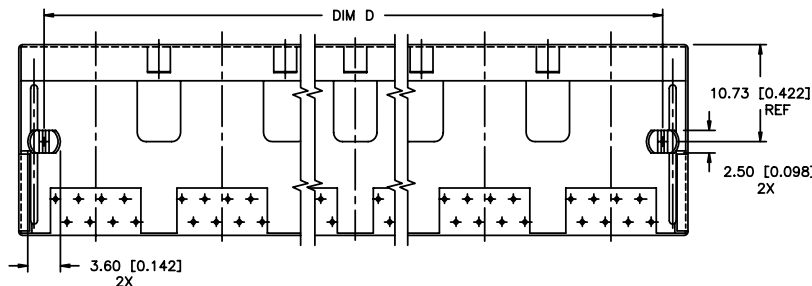 DIM D
10.73 [0.422]
REF
2.50 [0.098]
2X
3.60 [0.142]
2X